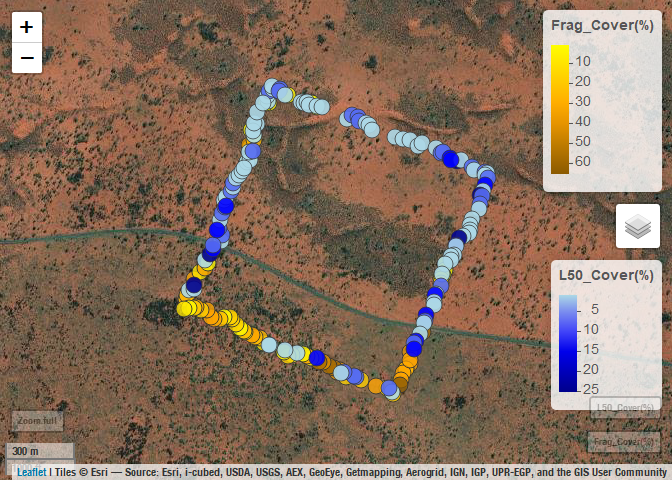 +
−
Frag_Cover(%)
10
20
30
40
50
60
L50_Cover(%)
5
10
15
20
25
L50_Cover(%)
Zoom.full
Frag_Cover(%)
300 m
Leaflet | Tiles © Esri — Source: Esri, i-cubed, USDA, USGS, AEX, GeoEye, Getmapping, Aerogrid, IGN, IGP, UPR-EGP, and the GIS User Community